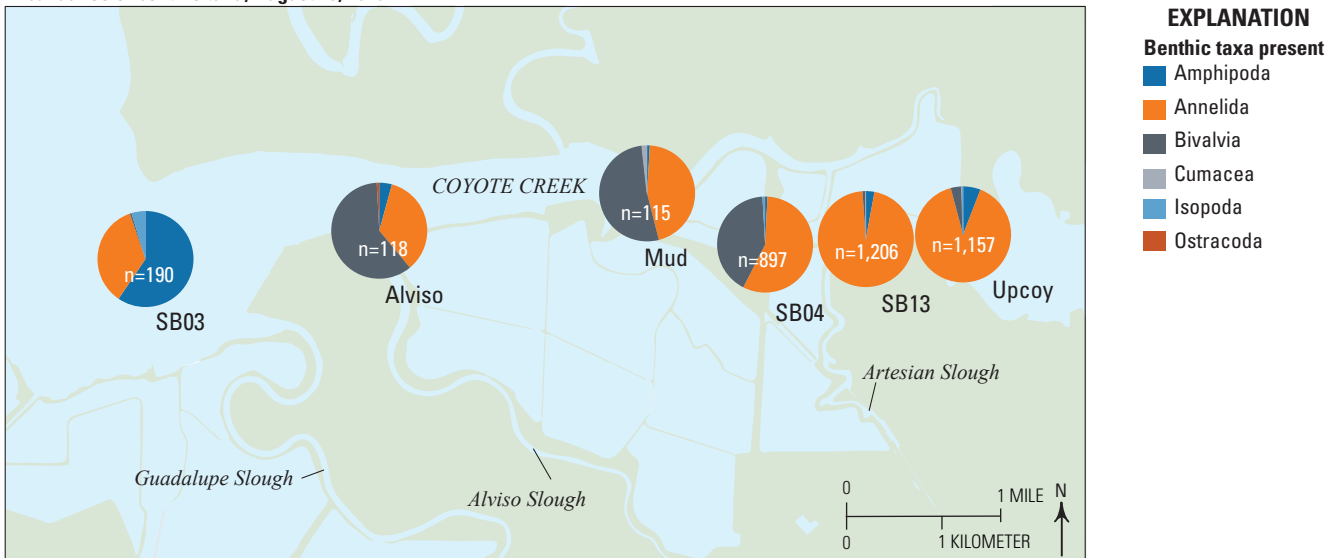 EXPLANATION
Benthic taxa present
Amphipoda
Annelida
Bivalvia
Cumacea
Isopoda
Ostracoda
COYOTE CREEK
n=190
SB03
n=118
Alviso
n=115
Mud
n=897
SB04
n=1,206
SB13
n=1,157
Upcoy
Artesian Slough
Guadalupe Slough
Alviso Slough
0 1 MILE
N
0 1 KILOMETER